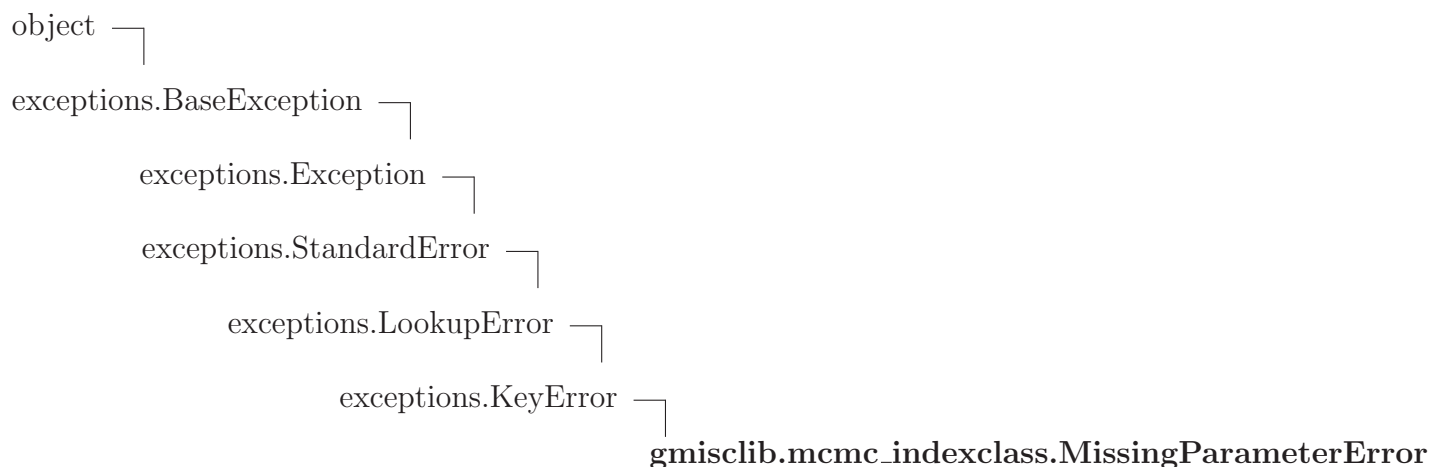 object
exceptions.BaseException
exceptions.Exception
exceptions.StandardError
exceptions.LookupError
exceptions.KeyError
gmisclib.mcmc_indexclass.MissingParameterError